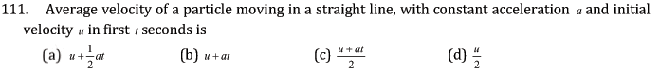 111. Average velocity of a particle moving in a straight line, with constant acceleration a and initial
velocity u in first t seconds is
(a) u + 1/2 at (b) u + at (c) (u + at)/2 (d) u/2